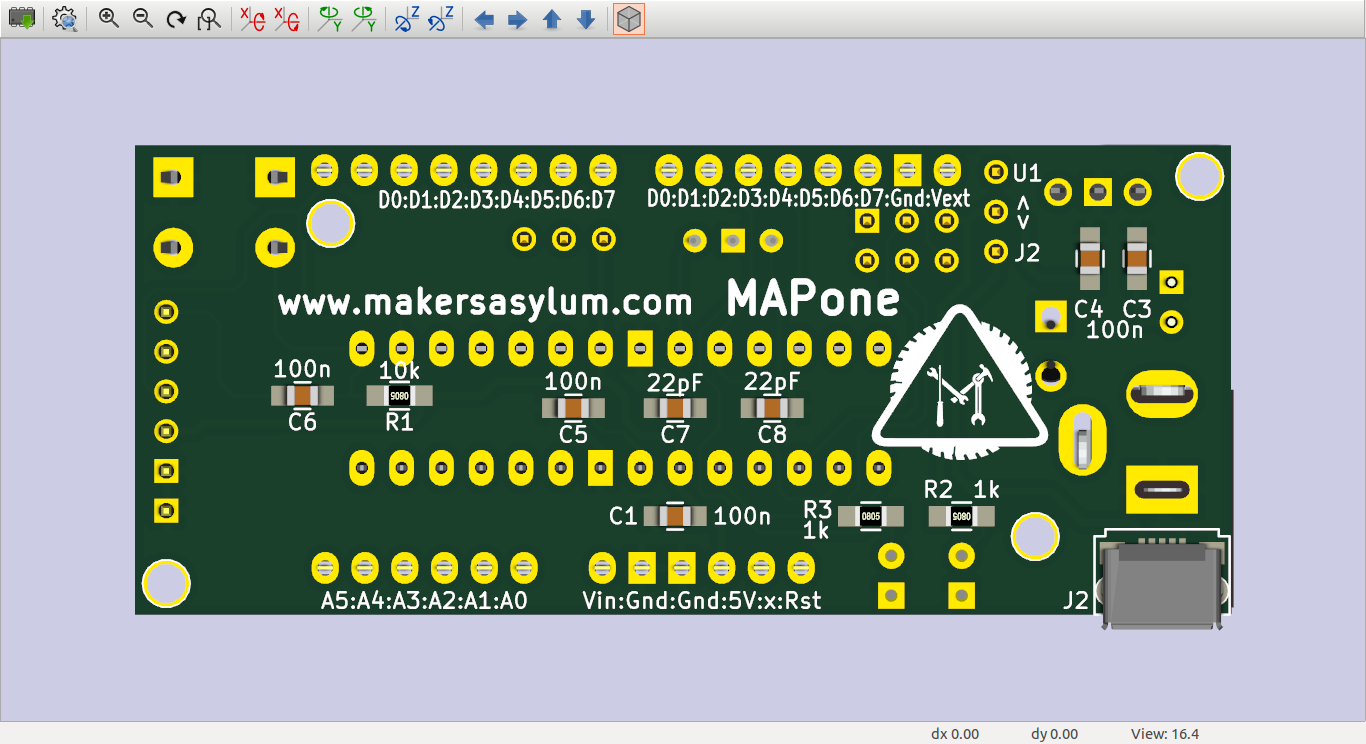 X X Y Y Z Z
D0:D1:D2:D3:D4:D5:D6:D7 D0:D1:D2:D3:D4:D5:D6:D7:Gnd:Vext
U1
<>
J2
www.makersasylum.com MAPone
C4 C3
100n
100n 10k 100n 22pF 22pF
0805
C6 R1 C5 C7 C8
R2 1k
C1 100n R3 0805 0805
1k
A5:A4:A3:A2:A1:A0 Vin:Gnd:Gnd:5V:x:Rst J2
dx 0.00 dy 0.00 View: 16.4